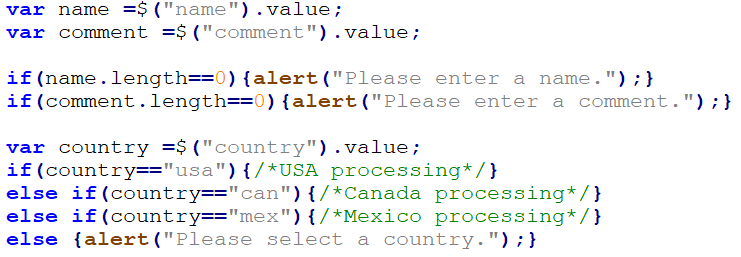 var name =$("name").value;
var comment =$("comment").value;
if(name.length==0){alert("Please enter a name.");}
if(comment.length==0){alert("Please enter a comment.");}
var country =$("country").value;
if(country=="usa"){/*USA processing*/}
else if(country=="can"){/*Canada processing*/}
else if(country=="mex"){/*Mexico processing*/}
else {alert("Please select a country.");}